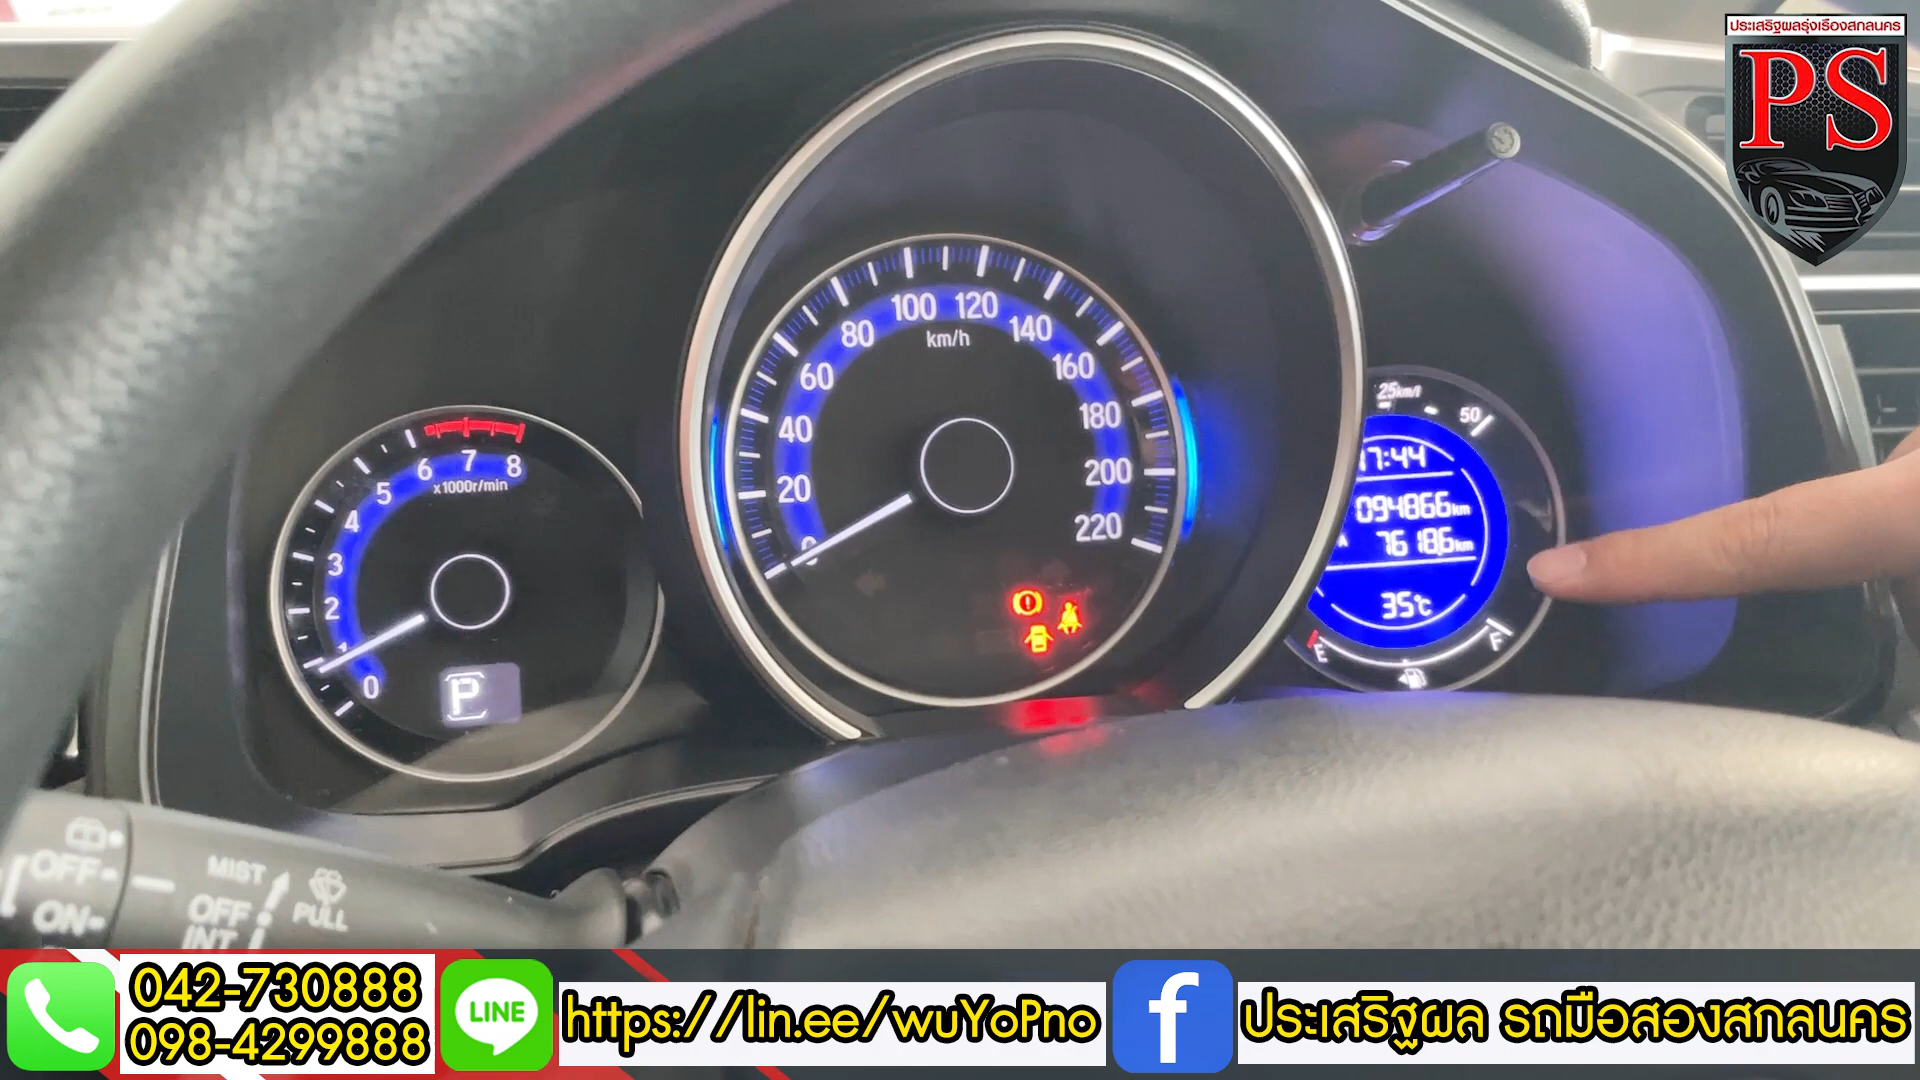 ประเสริฐผลรุ่งเรืองสกลนคร
PS
25km/l
50
17:44
094866km
A 7618.6km
35℃
E
F
0 20 40 60 80 100 120 140 160 180 200 220
km/h
0 1 2 3 4 5 6 7 8
x1000r/min
P
OFF
ON
MIST
OFF
INT
PULL
042-730888
098-4299888
LINE
https://lin.ee/wuYoPno
f
ประเสริฐผล รถมือสองสกลนคร